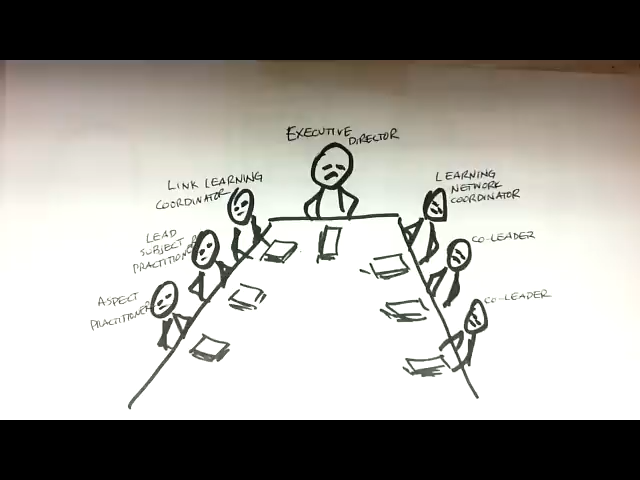 EXECUTIVE
DIRECTOR
LINK LEARNING
COORDINATOR
LEARNING
NETWORK
COORDINATOR
LEAD
SUBJECT
PRACTITIONER
CO-LEADER
ASPECT
PRACTITIONER
CO-LEADER